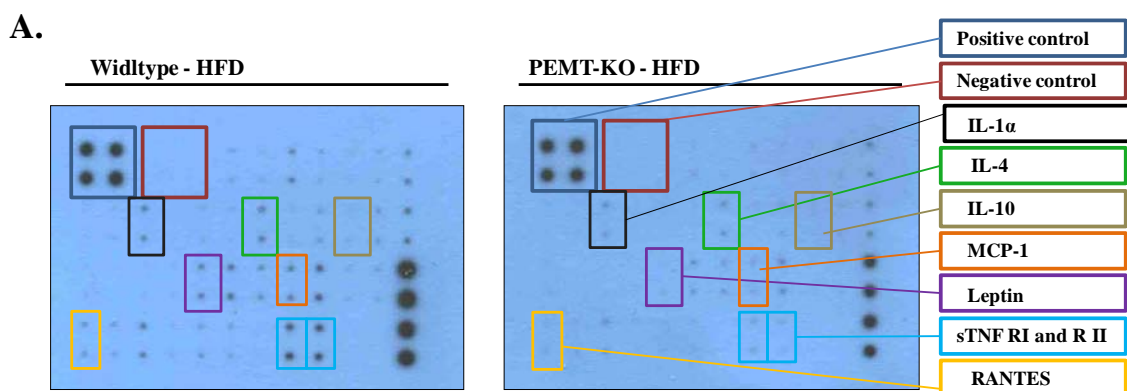 A.
Widltype - HFD
PEMT-KO - HFD
Positive control
Negative control
IL-1α
IL-4
IL-10
MCP-1
Leptin
sTNF RI and R II
RANTES